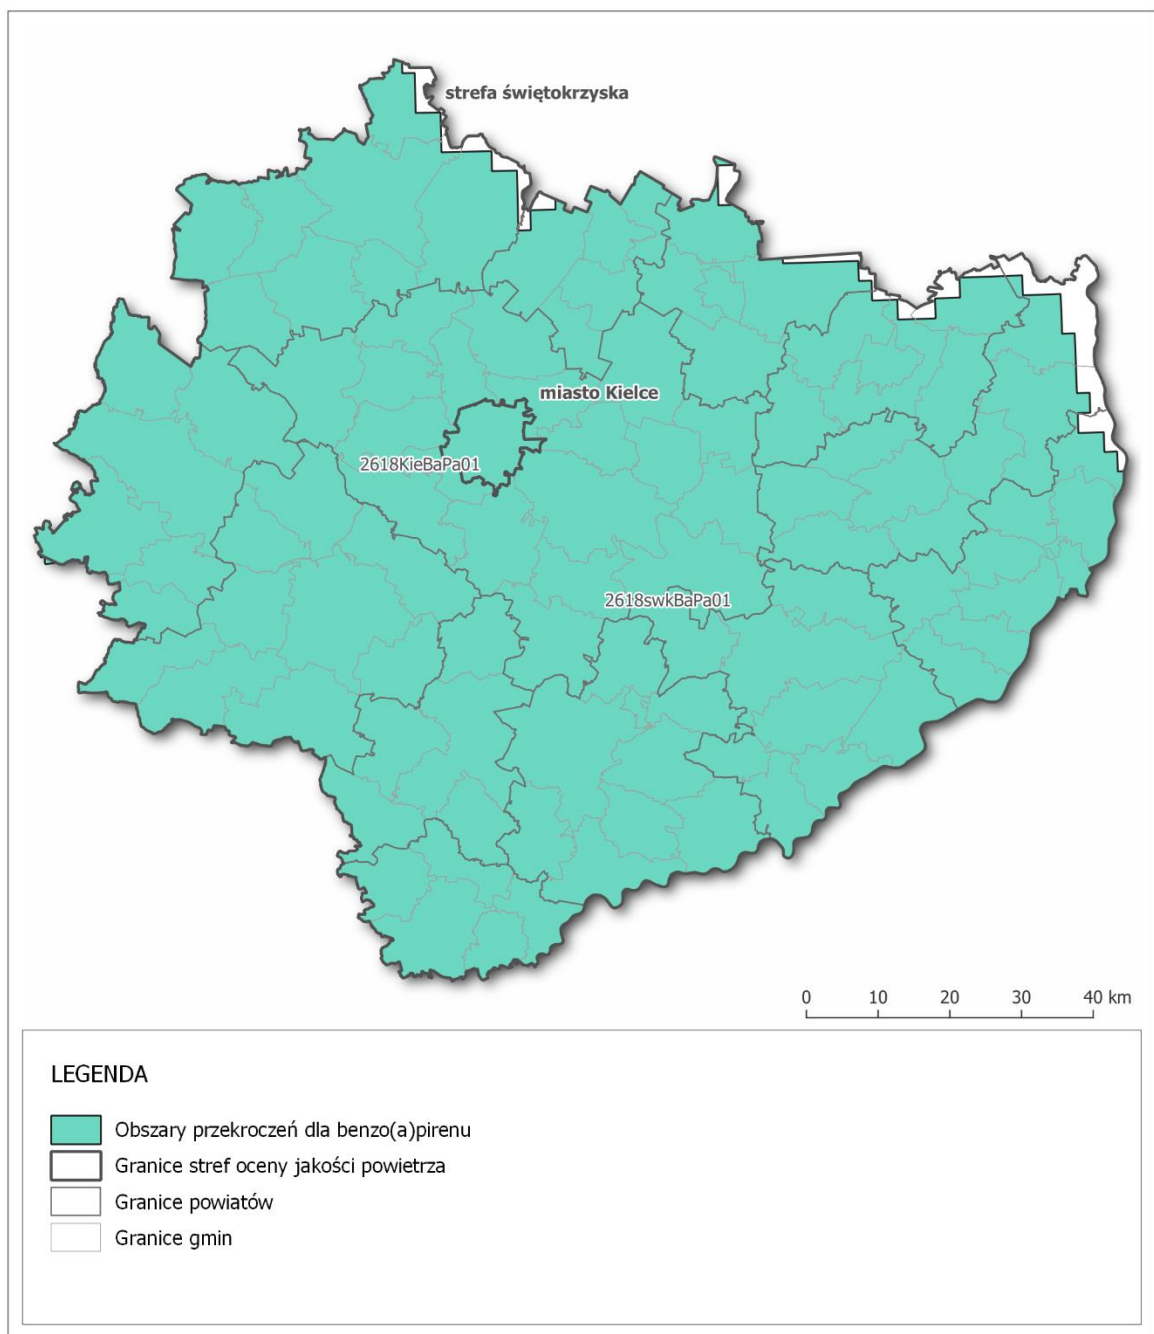 strefa świętokrzyska
miasto Kielce
2618KieBaPa01
2618swkBaPa01
0 10 20 30 40 km
LEGENDA
Obszary przekroczeń dla benzo(a)pirenu
Granice stref oceny jakości powietrza
Granice powiatów
Granice gmin